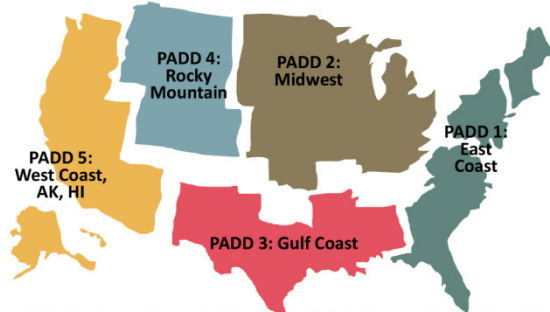 PADD 4:
Rocky
Mountain
PADD 2:
Midwest
PADD 1:
East
Coast
PADD 5:
West Coast,
AK, HI
PADD 3: Gulf Coast